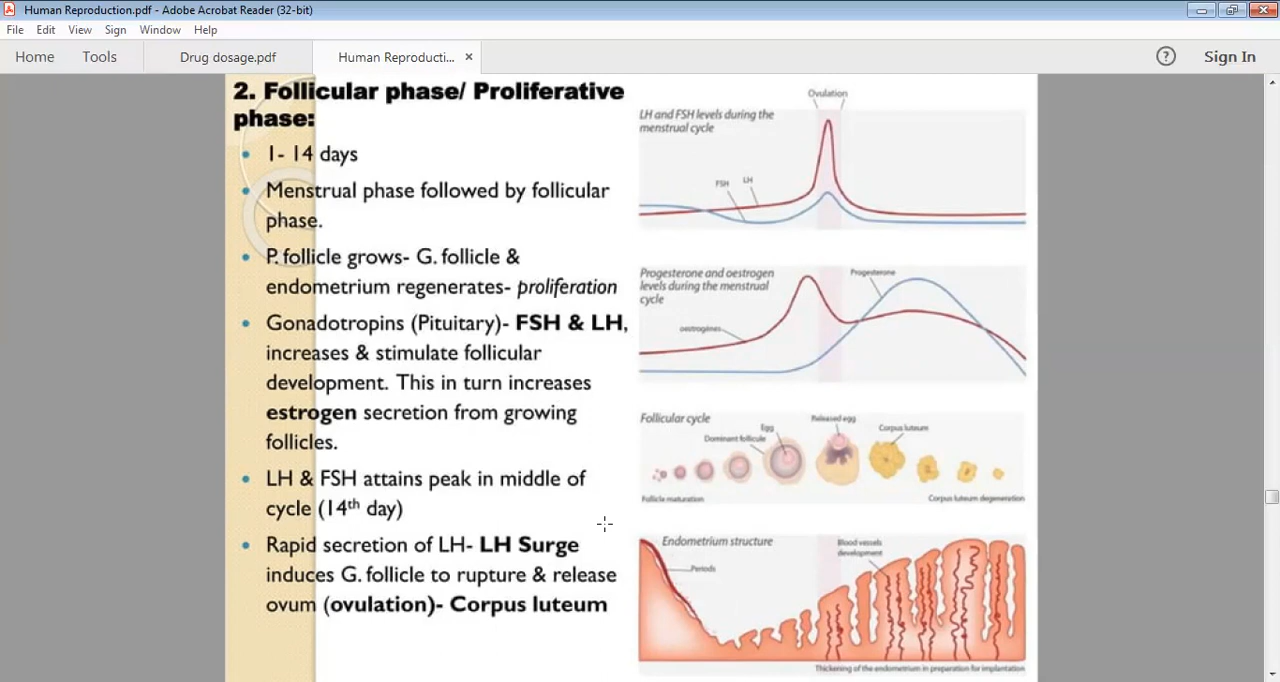 Human Reproduction.pdf - Adobe Acrobat Reader (32-bit)
File Edit View Sign Window Help
Home Tools Drug dosage.pdf Human Reproducti... × ? Sign In
2. Follicular phase/ Proliferative
phase:
• 1- 14 days
• Menstrual phase followed by follicular
phase.
• P. follicle grows- G. follicle &
endometrium regenerates- proliferation
• Gonadotropins (Pituitary)- FSH & LH,
increases & stimulate follicular
development. This in turn increases
estrogen secretion from growing
follicles.
• LH & FSH attains peak in middle of
cycle (14th day)
• Rapid secretion of LH- LH Surge
induces G. follicle to rupture & release
ovum (ovulation)- Corpus luteum
Ovulation
LH and FSH levels during the
menstrual cycle
FSH LH
Progesterone and oestrogen
levels during the menstrual
cycle
Progesterone
oestrogines
Follicular cycle
Released egg
Egg
Dominant follicule
Corpus luteum
Follicle maturation
Corpus luteum degeneration
Endometrium structure
Blood vessels
development
Periods
Thickening of the endometrium in preparation for implantation